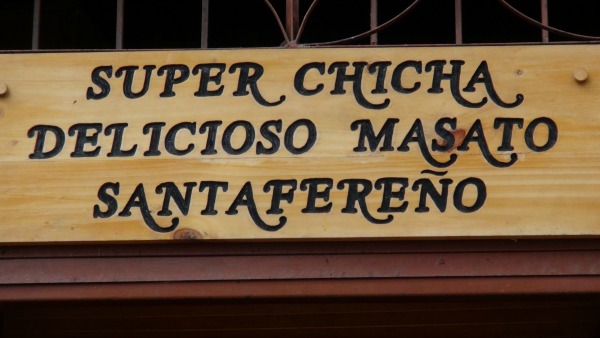 SUPER CHICHA
DELICIOSO MASATO
SANTAFEREÑO